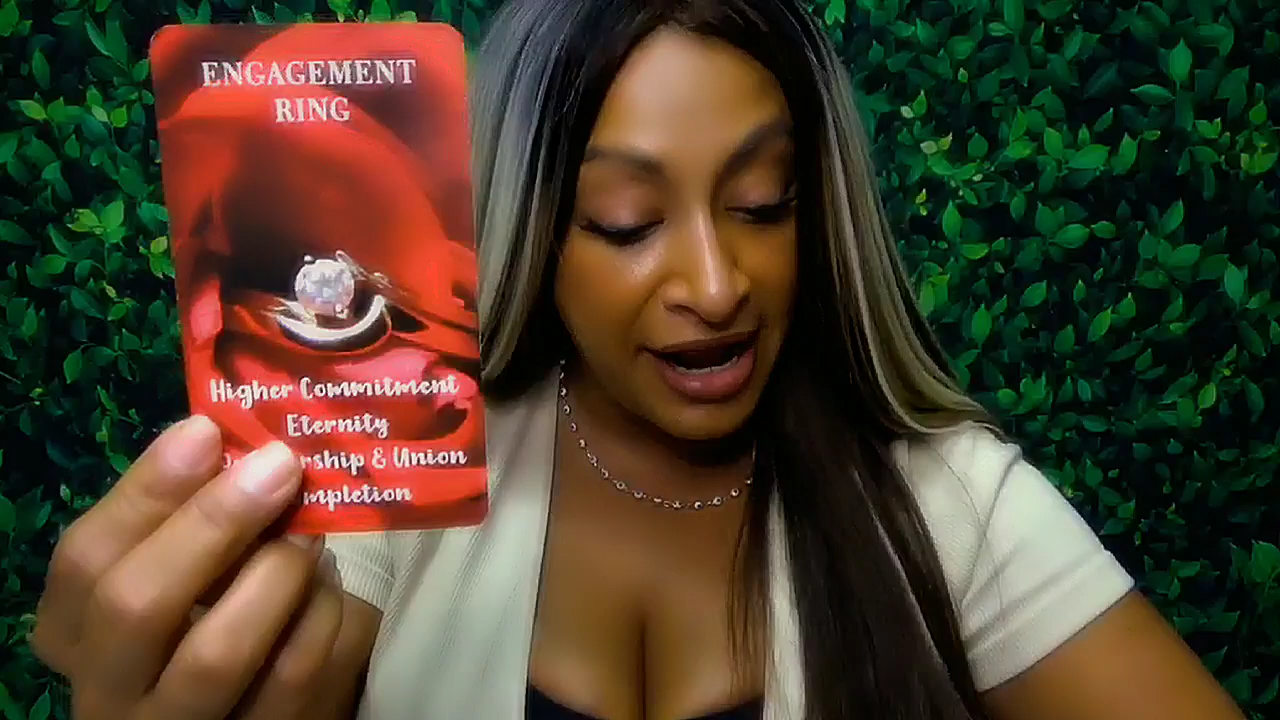 ENGAGEMENT
RING
Higher Commitment
Eternity
& Union